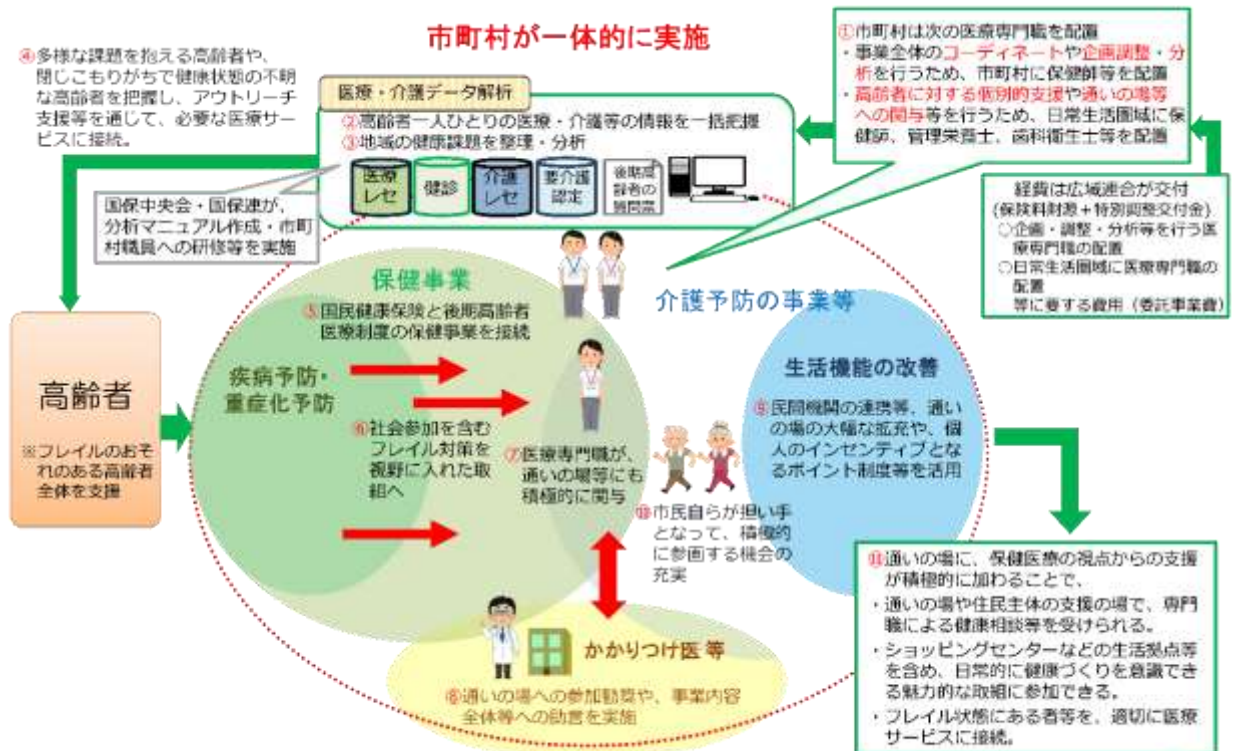 市町村が一体的に実施
①市町村は次の医療専門職を配置
・事業全体のコーディネートや企画調整・分
析を行うため、市町村に保健師等を配置
・高齢者に対する個別的支援や通いの場等
への関与等を行うため、日常生活圏域に保
健師、管理栄養士、歯科衛生士等を配置
経費は広域連合が交付
(保険料財源＋特別調整交付金)
○企画・調整・分析等を行う医
療専門職の配置
○日常生活圏域に医療専門職の
配置
等に要する費用（委託事業費）
医療・介護データ解析
②高齢者一人ひとりの医療・介護等の情報を一括把握
③地域の健康課題を整理・分析
医療
レセ
健診
介護
レセ
要介護
認定
後期高
齢者の
質問票
④多様な課題を抱える高齢者や、
閉じこもりがちで健康状態の不明
な高齢者を把握し、アウトリーチ
支援等を通じて、必要な医療サー
ビスに接続。
国保中央会・国保連が、
分析マニュアル作成・市町
村職員への研修等を実施
高齢者
※フレイルのおそ
れのある高齢者
全体を支援
保健事業
⑤国民健康保険と後期高齢者
医療制度の保健事業を接続
疾病予防・
重症化予防
⑥社会参加を含む
フレイル対策を
視野に入れた取
組へ
⑦医療専門職が、
通いの場等にも
積極的に関与
かかりつけ医 等
⑧通いの場への参加勧奨や、事業内容
全体等への助言を実施
介護予防の事業等
生活機能の改善
⑨民間機関の連携等、通い
の場の大幅な拡充や、個
人のインセンティブとな
るポイント制度等を活用
⑩市民自らが担い手
となって、積極的
に参画する機会の
充実
⑪通いの場に、保健医療の視点からの支援
が積極的に加わることで、
・通いの場や住民主体の支援の場で、専門
職による健康相談等を受けられる。
・ショッピングセンターなどの生活拠点等
を含め、日常的に健康づくりを意識でき
る魅力的な取組に参加できる。
・フレイル状態にある者等を、適切に医療
サービスに接続。